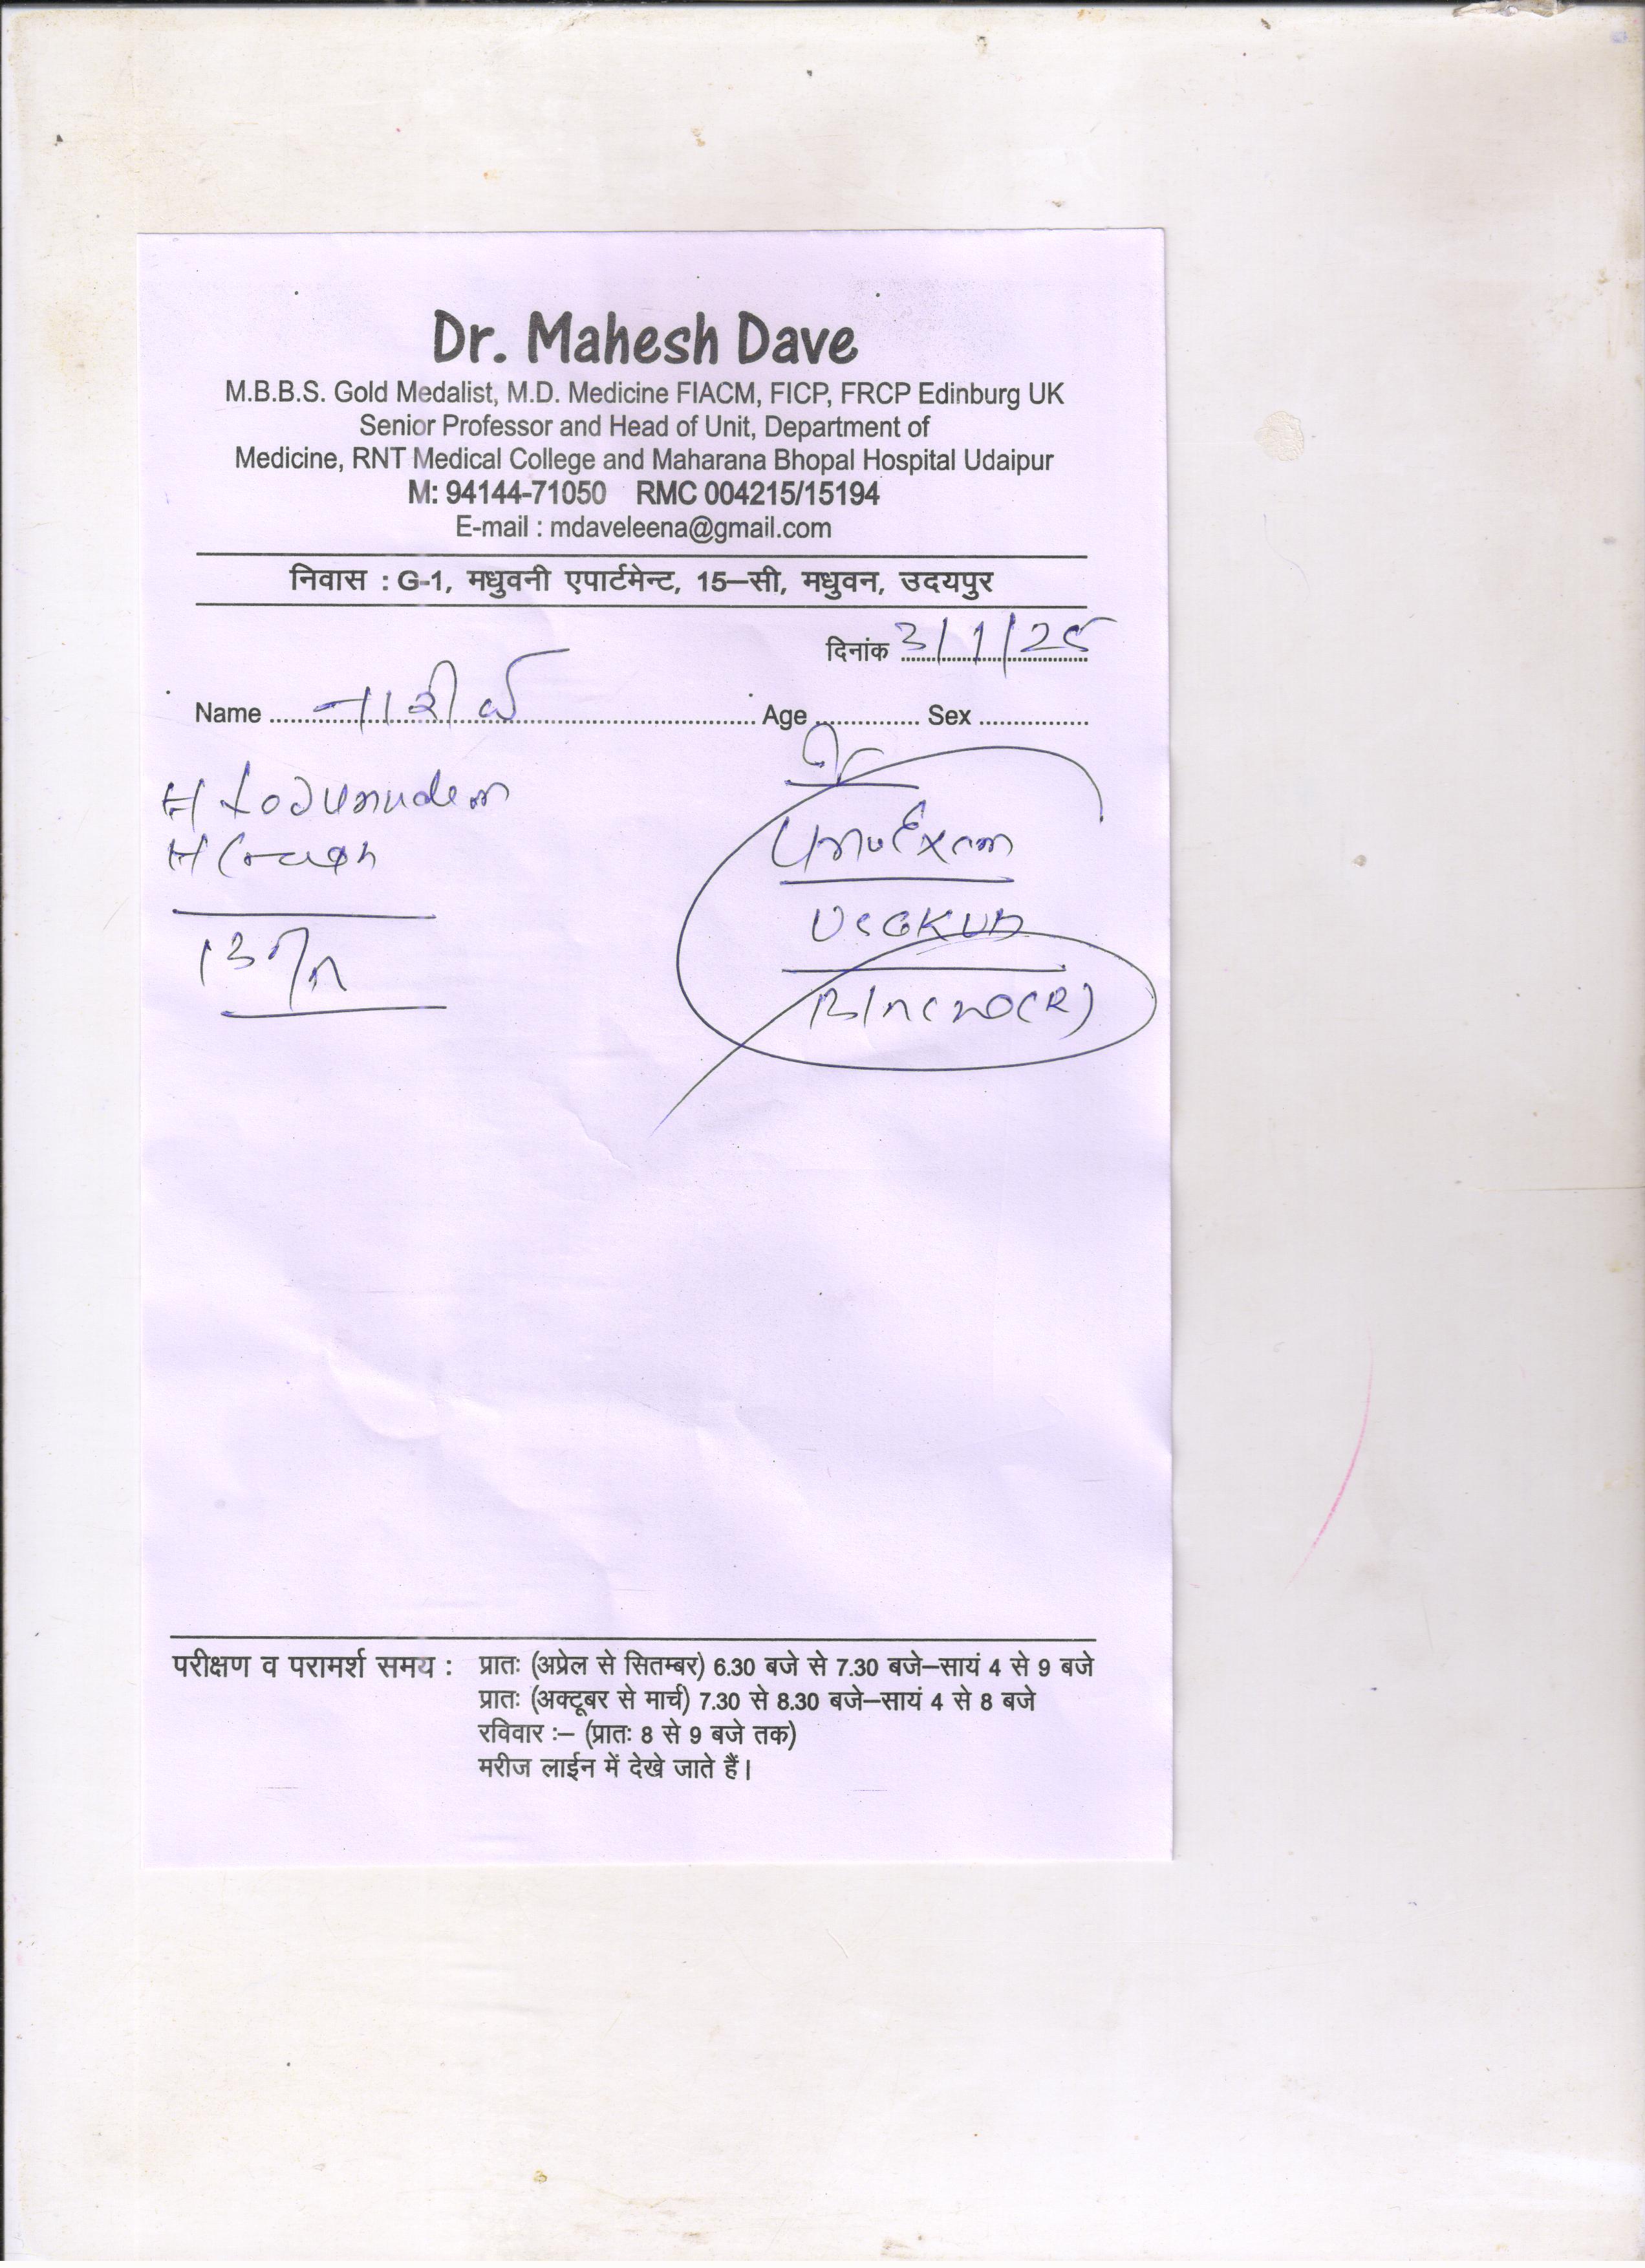 Dr. Mahesh Dave
M.B.B.S. Gold Medalist, M.D. Medicine FIACM, FICP, FRCP Edinburg UK
Senior Professor and Head of Unit, Department of
Medicine, RNT Medical College and Maharana Bhopal Hospital Udaipur
M: 94144-71050 RMC 004215/15194
E-mail : mdaveleena@gmail.com
निवास : G-1, मधुवनी एपार्टमेन्ट, 15–सी, मधुवन, उदयपुर
दिनांक 3/1/25
Name Age Sex
USG KUB
परीक्षण व परामर्श समय : प्रातः (अप्रेल से सितम्बर) 6.30 बजे से 7.30 बजे–सायं 4 से 9 बजे
प्रातः (अक्टूबर से मार्च) 7.30 से 8.30 बजे–सायं 4 से 8 बजे
रविवार :– (प्रातः 8 से 9 बजे तक)
मरीज लाईन में देखे जाते हैं।